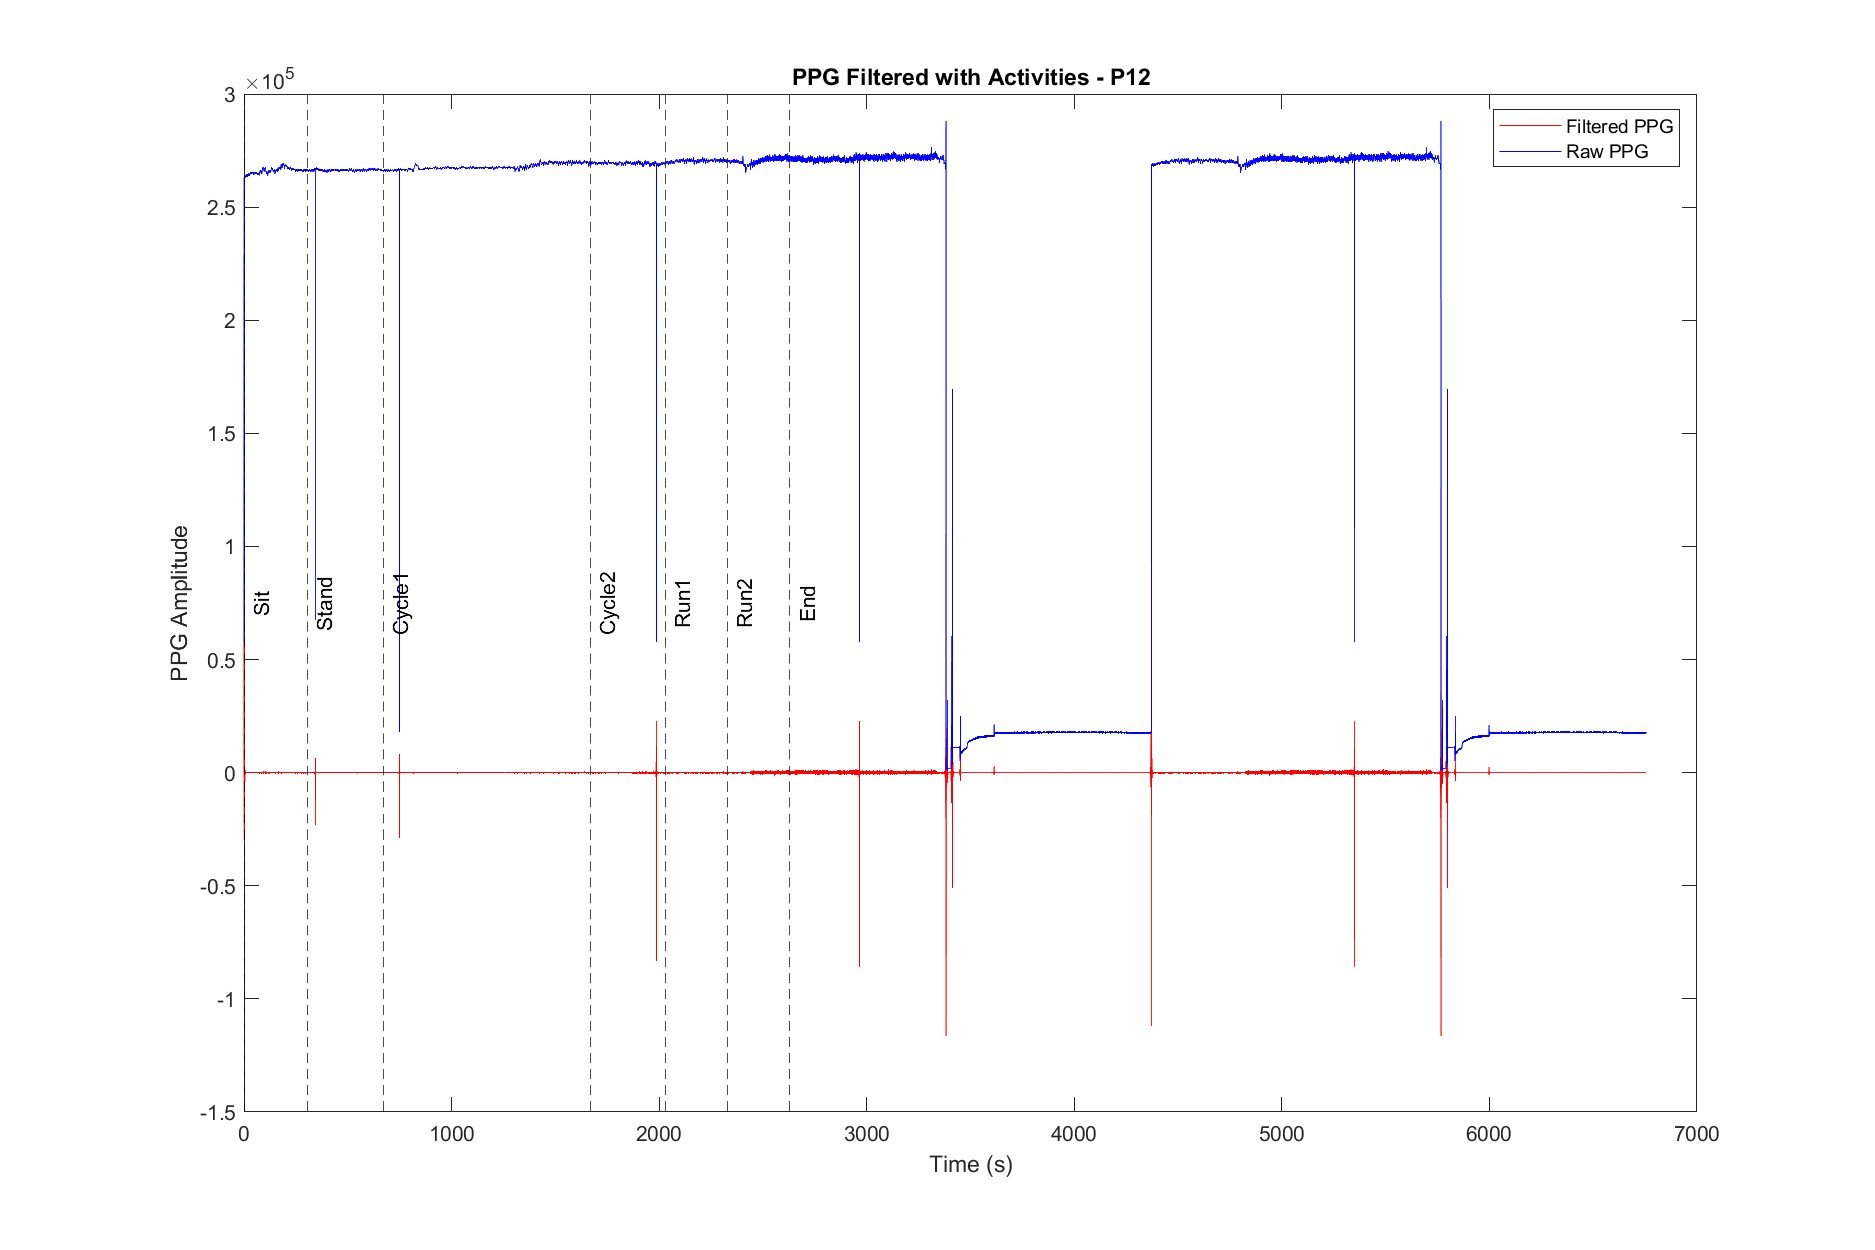 PPG Filtered with Activities - P12
×10^5
3
2.5
2
1.5
1
0.5
0
-0.5
-1
-1.5
PPG Amplitude
Sit
Stand
Cycle1
Cycle2
Run1
Run2
End
Filtered PPG
Raw PPG
0 1000 2000 3000 4000 5000 6000 7000
Time (s)